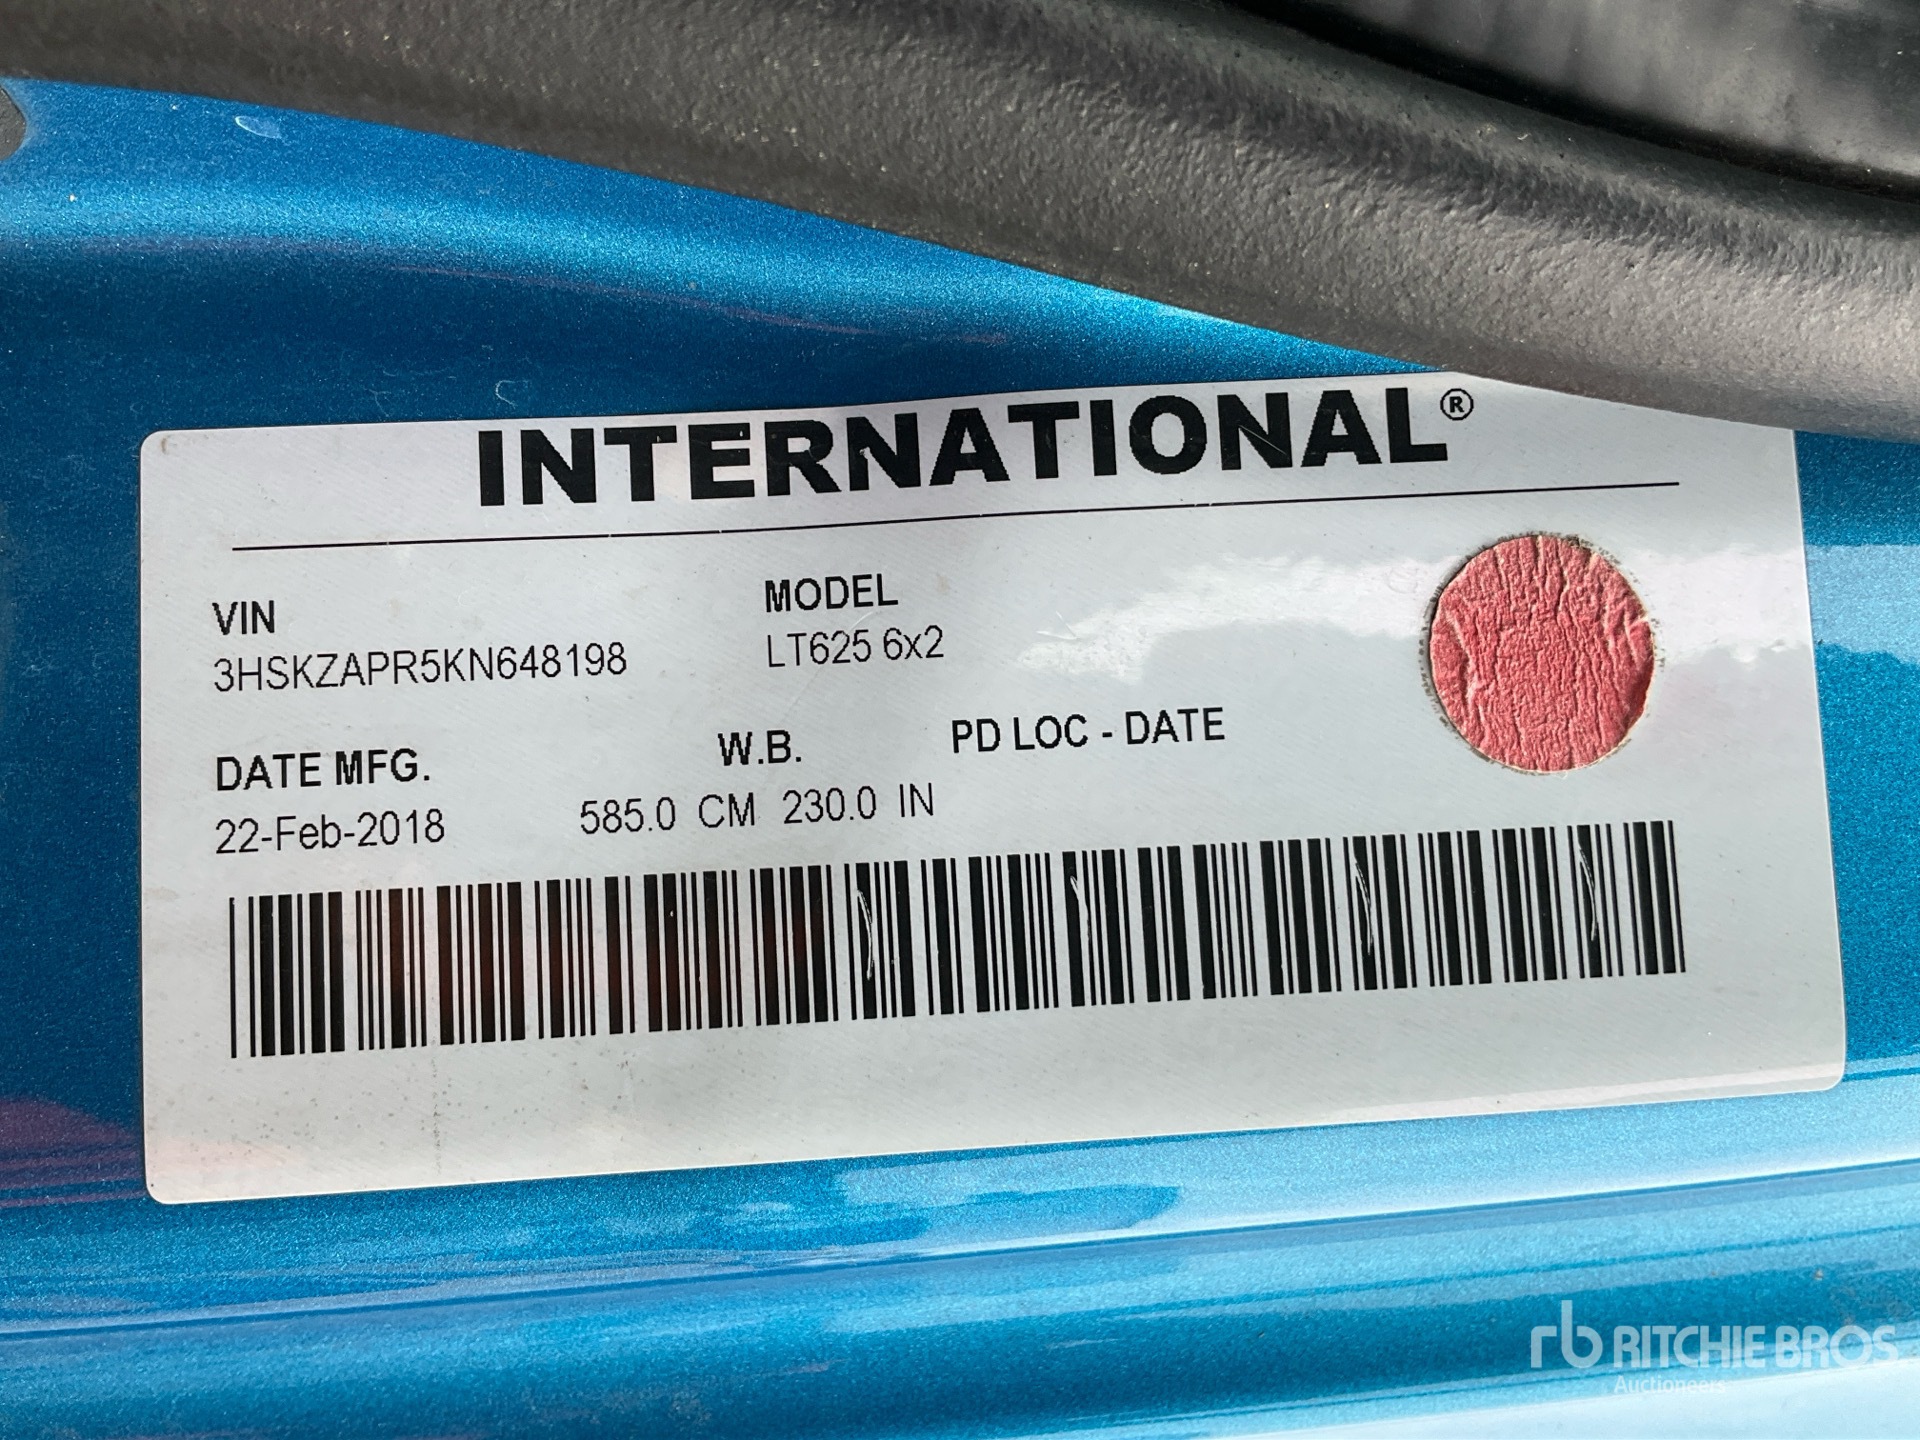 INTERNATIONAL®
VIN
3HSKZAPR5KN648198
MODEL
LT625 6x2
DATE MFG.
22-Feb-2018
W.B.
585.0 CM 230.0 IN
PD LOC - DATE
rb RITCHIE BROS
Auctioneers